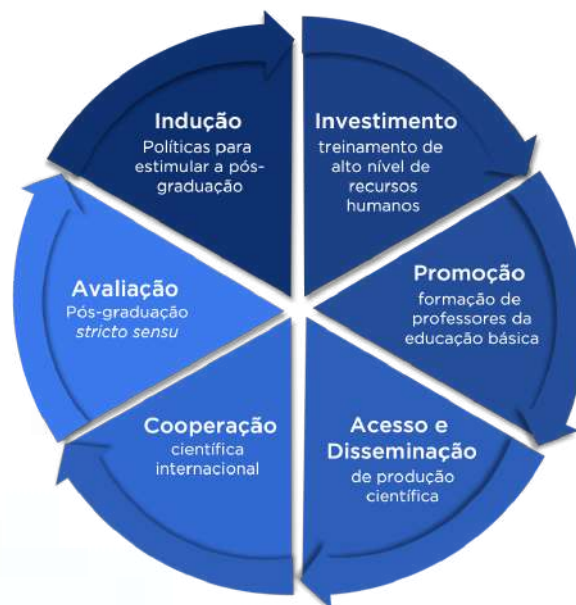 Indução
Políticas para
estimular a pós-
graduação
Investimento
treinamento de
alto nível de
recursos
humanos
Promoção
formação de
professores da
educação básica
Acesso e
Disseminação
de produção
científica
Cooperação
científica
internacional
Avaliação
Pós-graduação
stricto sensu